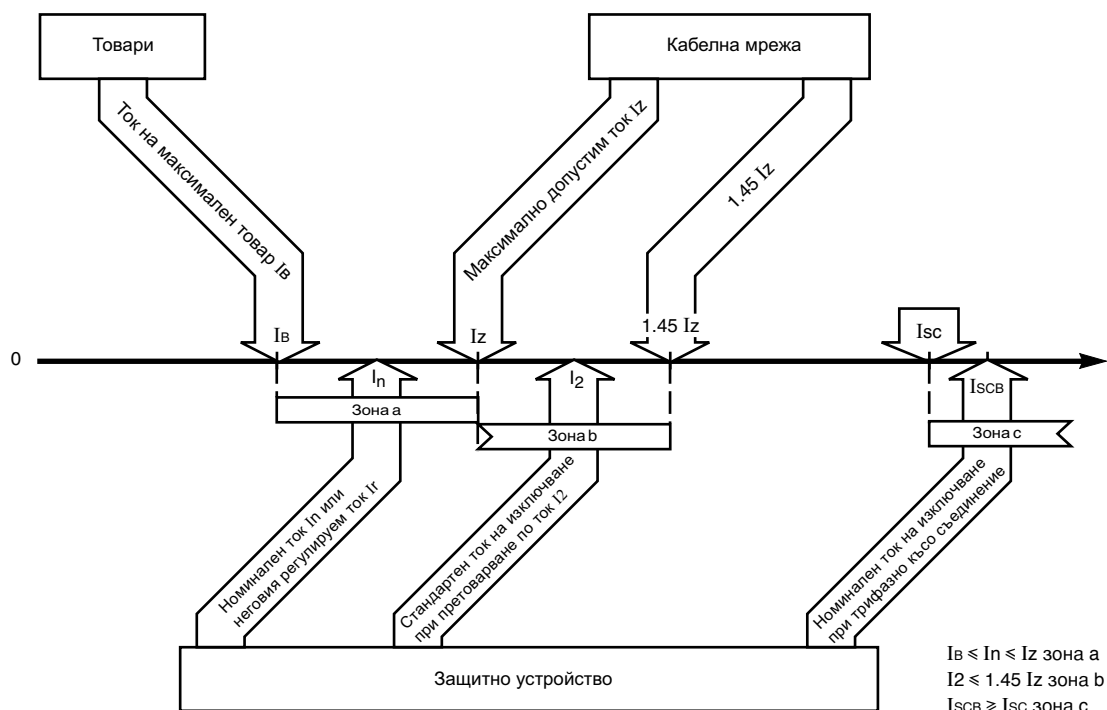 Товари
Кабелна мрежа
Ток на максимален товар Iв
Максимално допустим ток Iz
1.45 Iz
0
IB
Iz
1.45 Iz
Isc
In
I2
ISCB
Зона a
Зона b
Зона c
Номинален ток In или
неговия регулируем ток Ir
Стандартен ток на изключване
при претоварване по ток I2
Номинален ток на изключване
при трифазно късо съединение
Защитно устройство
IB ⩽ In ⩽ Iz зона a
I2 ⩽ 1.45 Iz зона b
ISCB ⩾ ISC зона c